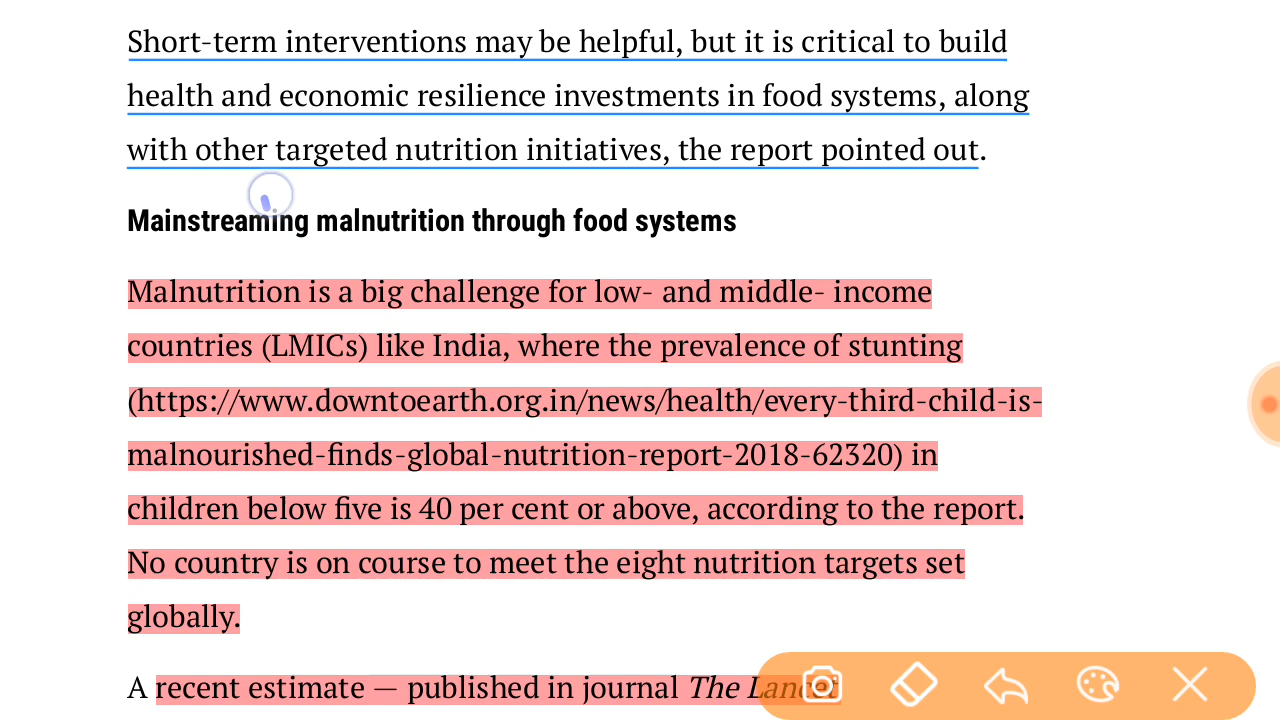 Short-term interventions may be helpful, but it is critical to build
health and economic resilience investments in food systems, along
with other targeted nutrition initiatives, the report pointed out.
Mainstreaming malnutrition through food systems
Malnutrition is a big challenge for low- and middle- income
countries (LMICs) like India, where the prevalence of stunting
(https://www.downtoearth.org.in/news/health/every-third-child-is-
malnourished-finds-global-nutrition-report-2018-62320) in
children below five is 40 per cent or above, according to the report.
No country is on course to meet the eight nutrition targets set
globally.
A recent estimate — published in journal The Lancet